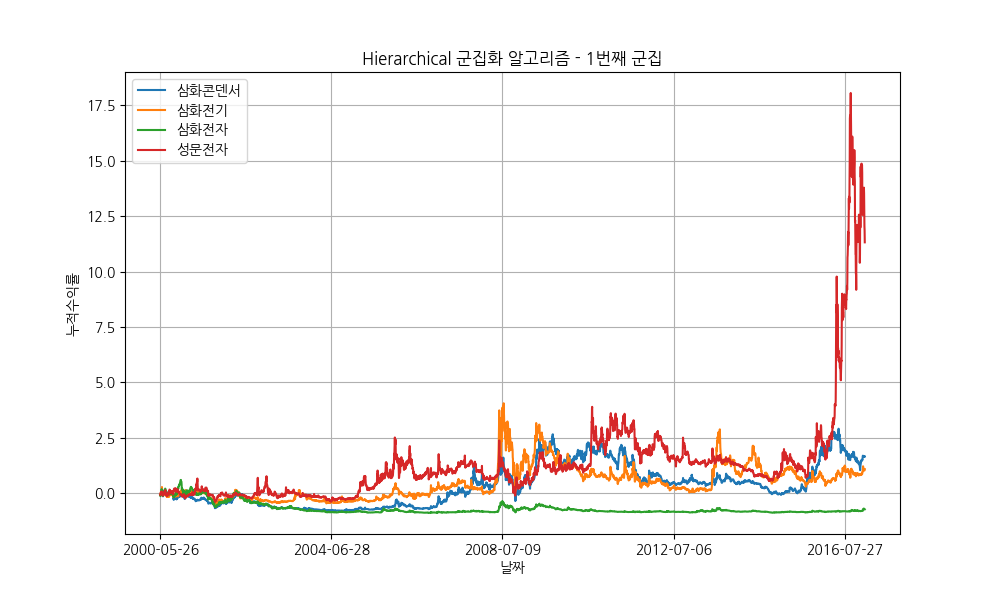 Hierarchical 군집화 알고리즘 - 1번째 군집
삼화콘덴서
삼화전기
삼화전자
성문전자
17.5
15.0
12.5
10.0
7.5
5.0
2.5
0.0
누적수익률
2000-05-26
2004-06-28
2008-07-09
2012-07-06
2016-07-27
날짜